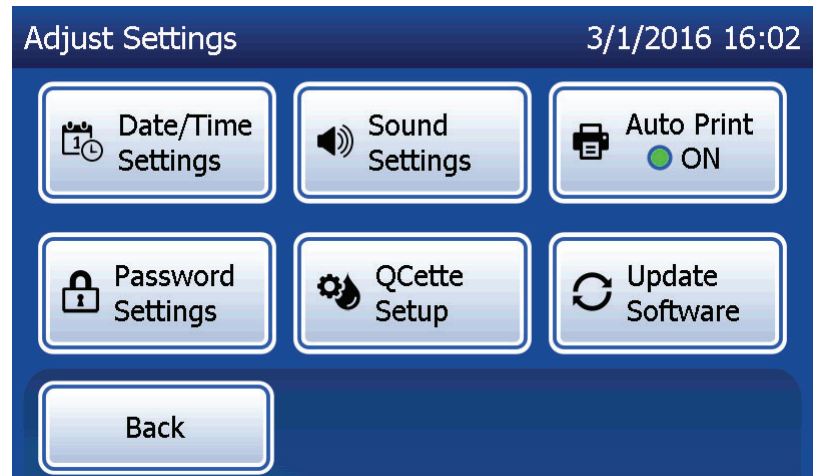 Adjust Settings 3/1/2016 16:02
Date/Time
Settings
Sound
Settings
Auto Print
ON
Password
Settings
QCette
Setup
Update
Software
Back